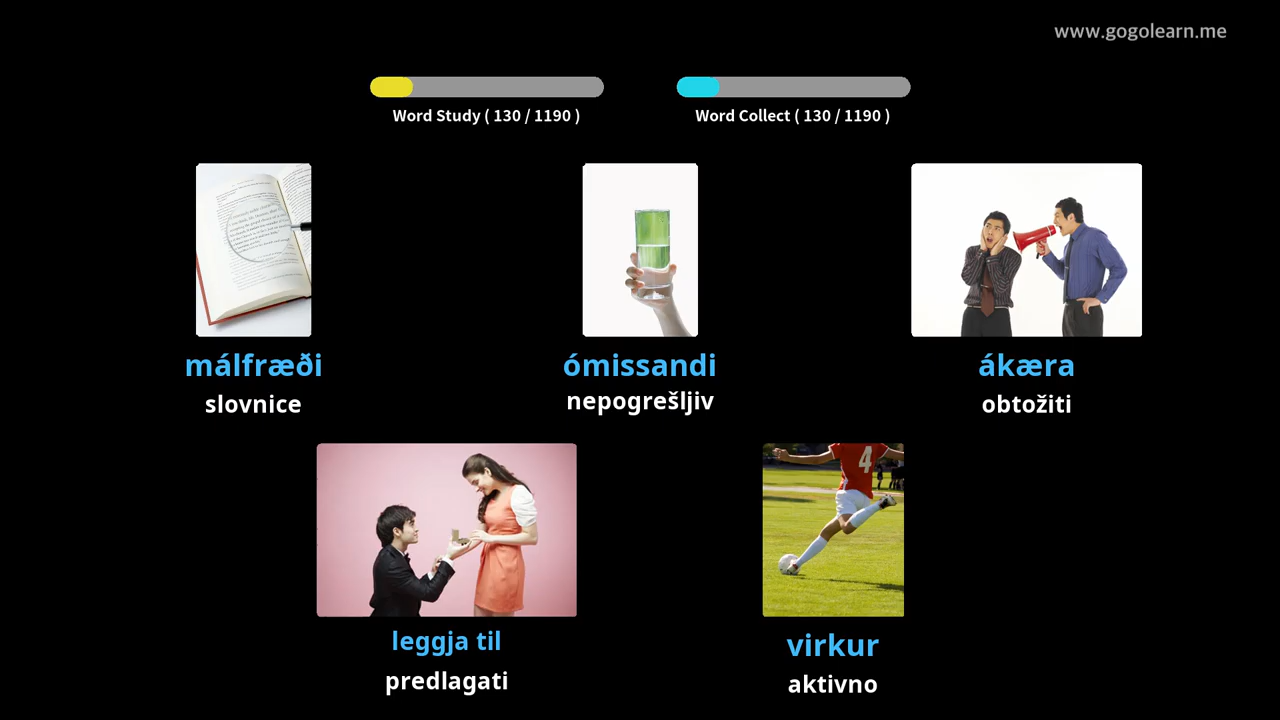 www.gogolearn.me
Word Study ( 130 / 1190 )
Word Collect ( 130 / 1190 )
málfræði
slovnice
ómissandi
nepogrešljiv
ákæra
obtožiti
4
leggja til
predlagati
virkur
aktivno